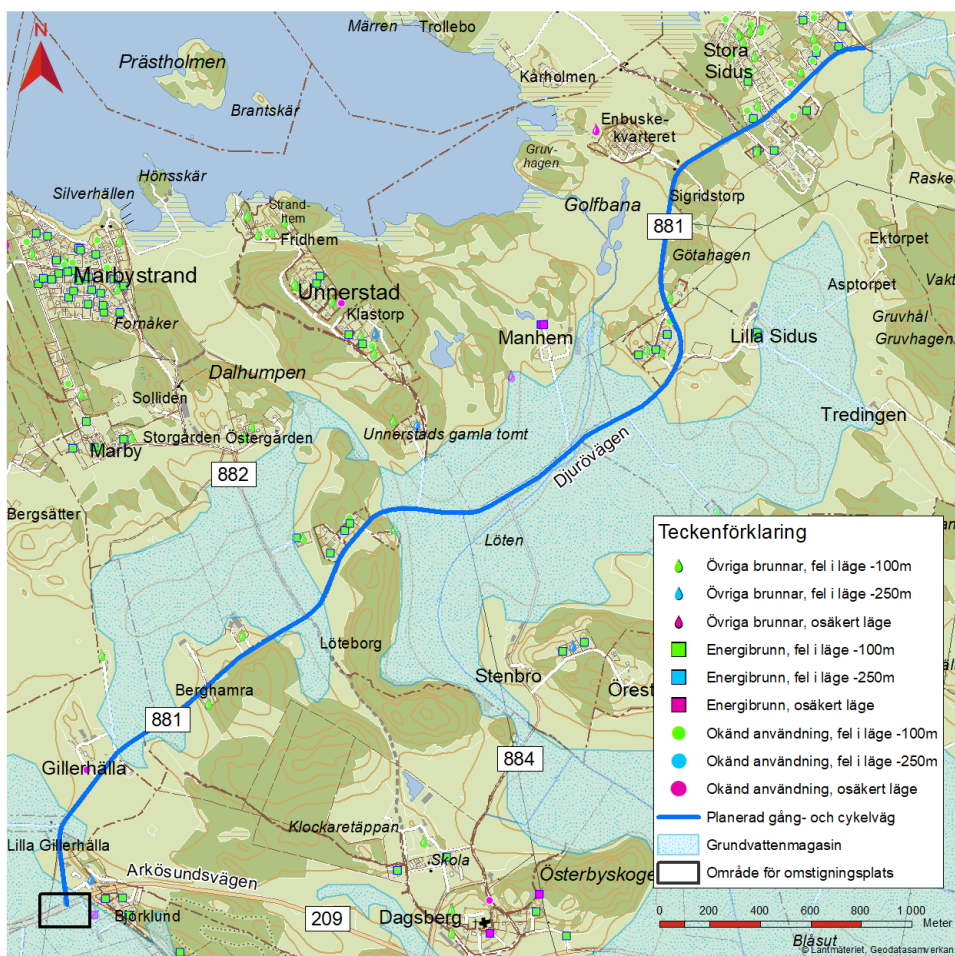 Märren
Trollebo
N
Stora
Sidus
Prästholmen
Kårholmen
Brantskär
Enbuske-
kvarteret
Gruv-
hagen
Hönsskär
Silverhällen
Sigridstorp
Golfbana
Strand-
hem
881
Fridhem
Ektorpet
Götahagen
Marbystrand
Asptorpet
Unnerstad
Klastorp
Gruvhål
Fornåker
Manhem
Lilla Sidus
Gruvhagen
Dalhumpen
Solliden
Tredingen
Storgården
Östergården
Unnerstads gamla tomt
Marby
Djurövägen
882
Bergsätter
Löten
Löteborg
Stenbro
Berghamra
881
884
Gillerhälla
Klockaretäppan
Lilla Gillerhälla
Skola
Arkösundsvägen
Björklund
209
Dagsberg
Teckenförklaring
Övriga brunnar, fel i läge -100m
Övriga brunnar, fel i läge -250m
Övriga brunnar, osäkert läge
Energibrunn, fel i läge -100m
Energibrunn, fel i läge -250m
Energibrunn, osäkert läge
Okänd användning, fel i läge -100m
Okänd användning, fel i läge -250m
Okänd användning, osäkert läge
Planerad gång- och cykelväg
Grundvattenmagasin
Område för omstigningsplats
0 200 400 600 800 1 000
Meter
Blåsut
© Lantmäteriet, Geodatasamverkan